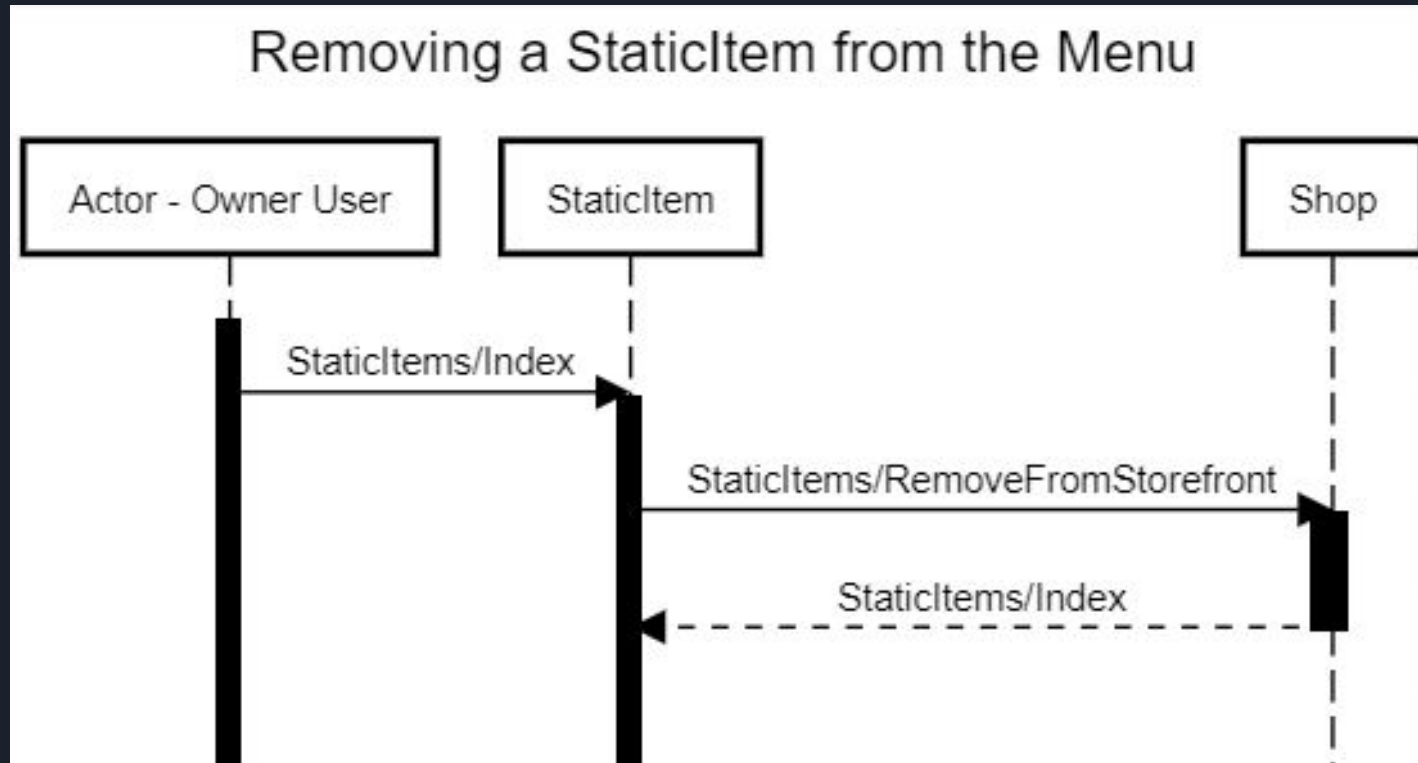 Removing a StaticItem from the Menu
Actor - Owner User
StaticItem
Shop
StaticItems/Index
StaticItems/RemoveFromStorefront
StaticItems/Index